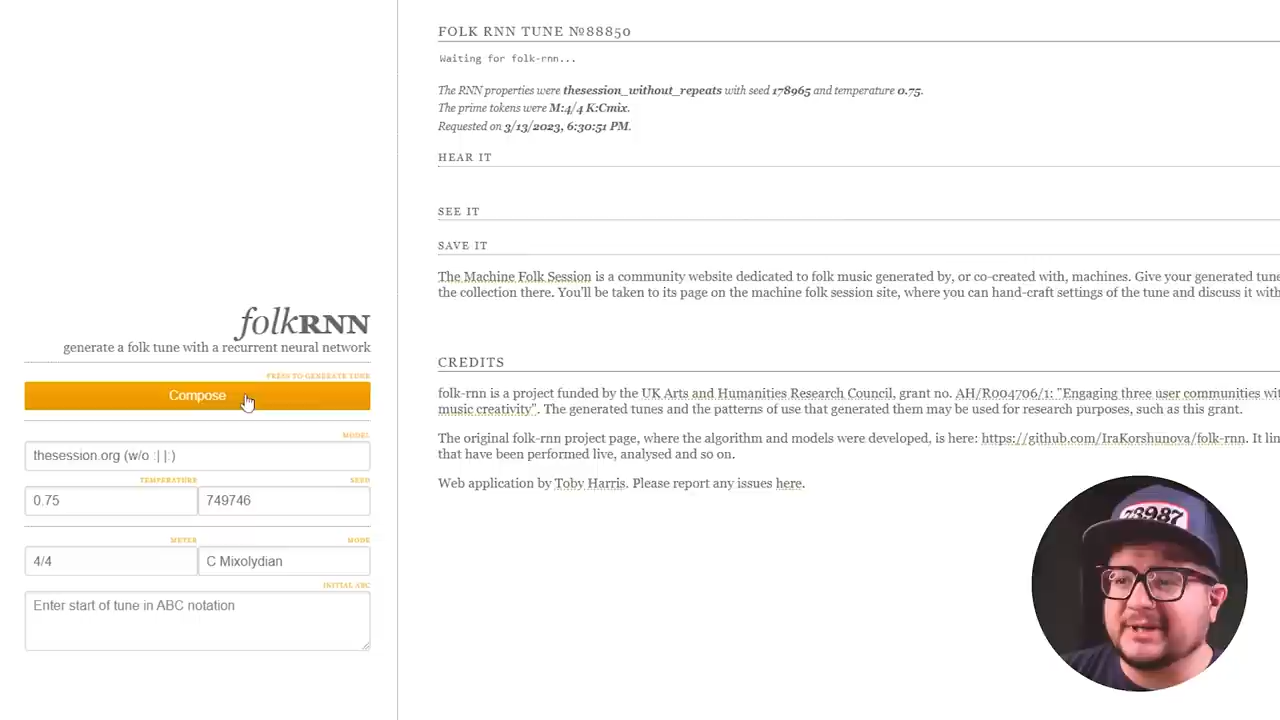 folkRNN
generate a folk tune with a recurrent neural network
PRESS TO GENERATE TUNE
Compose
MODEL
thesession.org (w/o :| |:)
TEMPERATURE
SEED
0.75
749746
METER
MODE
4/4
C Mixolydian
INITIAL ABC
Enter start of tune in ABC notation
FOLK RNN TUNE №88850
Waiting for folk-rnn...
The RNN properties were thesession_without_repeats with seed 178965 and temperature 0.75.
The prime tokens were M:4/4 K:Cmix.
Requested on 3/13/2023, 6:30:51 PM.
HEAR IT
SEE IT
SAVE IT
The Machine Folk Session is a community website dedicated to folk music generated by, or co-created with, machines. Give your generated tune
the collection there. You'll be taken to its page on the machine folk session site, where you can hand-craft settings of the tune and discuss it with
CREDITS
folk-rnn is a project funded by the UK Arts and Humanities Research Council, grant no. AH/R004706/1: "Engaging three user communities wi
music creativity". The generated tunes and the patterns of use that generated them may be used for research purposes, such as this grant.
The original folk-rnn project page, where the algorithm and models were developed, is here: https://github.com/IraKorshunova/folk-rnn. It lin
that have been performed live, analysed and so on.
Web application by Toby Harris. Please report any issues here.
78987